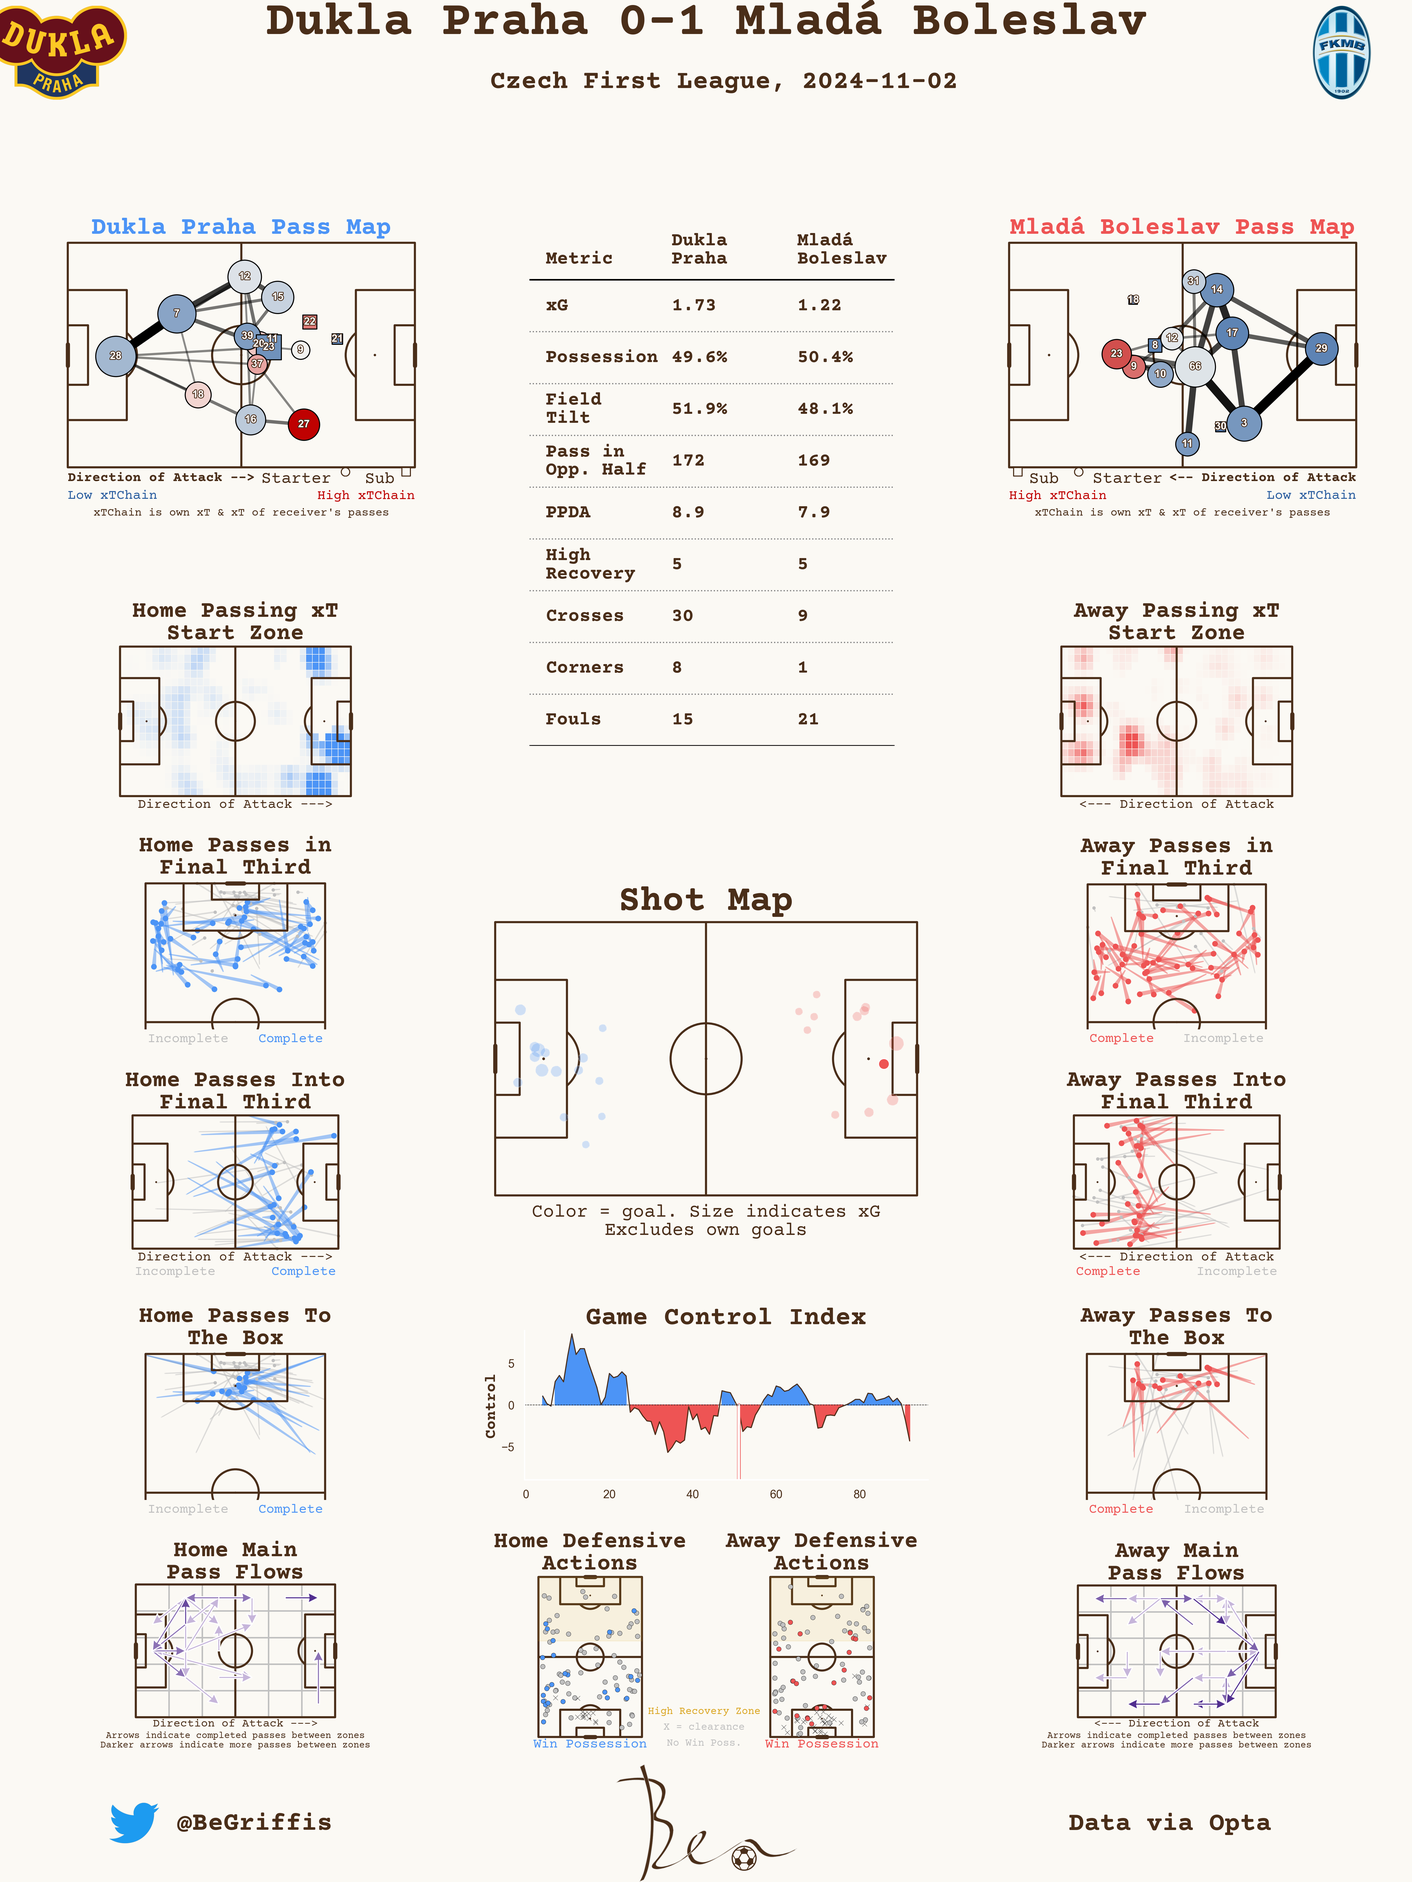 Dukla Praha 0-1 Mladá Boleslav
Czech First League, 2024-11-02
DUKLA
PRAHA
FKMB
1902
Dukla Praha Pass Map
12
15
7
22
39
11
20
23
21
9
28
37
18
16
27
Direction of Attack --> Starter Sub
Low xTChain High xTChain
xTChain is own xT & xT of receiver's passes
Metric Dukla Praha Mladá Boleslav
xG 1.73 1.22
Possession 49.6% 50.4%
Field Tilt 51.9% 48.1%
Pass in Opp. Half 172 169
PPDA 8.9 7.9
High Recovery 5 5
Crosses 30 9
Corners 8 1
Fouls 15 21
Mladá Boleslav Pass Map
31
14
18
17
12
8
29
23
9
66
10
3
30
11
Sub Starter <-- Direction of Attack
High xTChain Low xTChain
xTChain is own xT & xT of receiver's passes
Home Passing xT
Start Zone
Direction of Attack --->
Away Passing xT
Start Zone
<--- Direction of Attack
Home Passes in
Final Third
Incomplete Complete
Away Passes in
Final Third
Complete Incomplete
Shot Map
Color = goal. Size indicates xG
Excludes own goals
Home Passes Into
Final Third
Direction of Attack --->
Incomplete Complete
Away Passes Into
Final Third
<--- Direction of Attack
Complete Incomplete
Home Passes To
The Box
Incomplete Complete
Game Control Index
Control
5
0
−5
0 20 40 60 80
Away Passes To
The Box
Complete Incomplete
Home Main
Pass Flows
Direction of Attack --->
Arrows indicate completed passes between zones
Darker arrows indicate more passes between zones
Home Defensive
Actions
Win Possession
High Recovery Zone
X = clearance
No Win Poss.
Away Defensive
Actions
Win Possession
Away Main
Pass Flows
<--- Direction of Attack
Arrows indicate completed passes between zones
Darker arrows indicate more passes between zones
@BeGriffis
Ben
Data via Opta